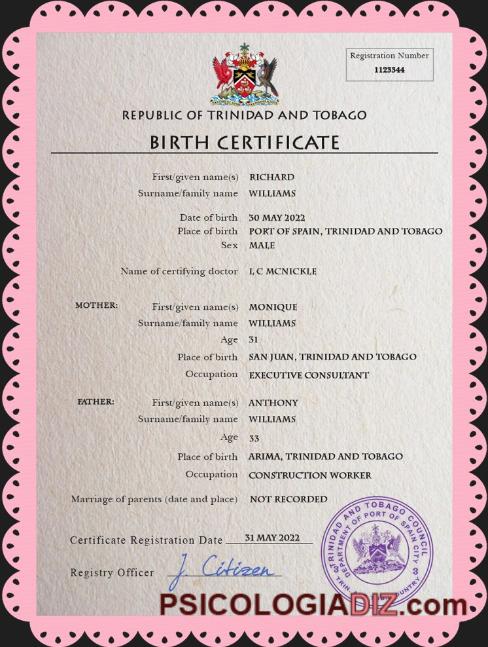 Registration Number
1123344
REPUBLIC OF TRINIDAD AND TOBAGO
BIRTH CERTIFICATE
First/given name(s) RICHARD
Surname/family name WILLIAMS
Date of birth 30 MAY 2022
Place of birth PORT OF SPAIN, TRINIDAD AND TOBAGO
Sex MALE
Name of certifying doctor I, C MCNICKLE
MOTHER: First/given name(s) MONIQUE
Surname/family name WILLIAMS
Age 31
Place of birth SAN JUAN, TRINIDAD AND TOBAGO
Occupation EXECUTIVE CONSULTANT
FATHER: First/given name(s) ANTHONY
Surname/family name WILLIAMS
Age 33
Place of birth ARIMA, TRINIDAD AND TOBAGO
Occupation CONSTRUCTION WORKER
Marriage of parents (date and place) NOT RECORDED
Certificate Registration Date 31 MAY 2022
Registry Officer J. Citizen
TRINIDAD AND TOBAGO COUNCIL
DEPARTMENT OF PORT OF SPAIN CITY
PSICOLOGIADIZ.com